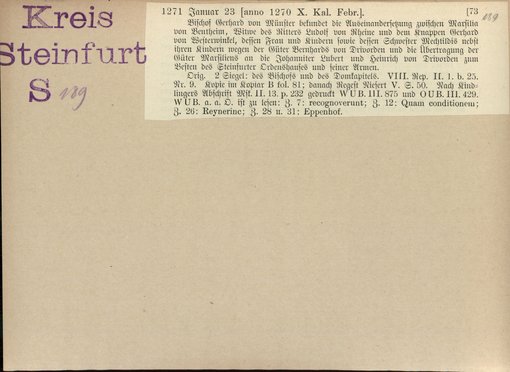 Kreis
Steinfurt
S 189
1271 Januar 23 [anno 1270 X. Kal. Febr.]. [73
189
Bischof Gerhard von Münster bekundet die Auseinandersetzung zwischen Marsilia
von Bentheim, Witwe des Ritters Ludolf von Rheine und dem Knappen Gerhard
von Westerwinkel, dessen Frau und Kindern sowie dessen Schwester Mechtildis nebst
ihren Kindern wegen der Güter Bernhards von Drivorden und die Übertragung der
Güter Marsiliens an die Johanniter Lubert und Heinrich von Drivorden zum
Besten des Steinfurter Ordenshauses und seiner Armen.
Orig. 2 Siegel: des Bischofs und des Domkapitels. VIII. Rep. II. 1. b. 25.
Nr. 9. Kopie im Kopiar B fol. 81; danach Regest Niesert V. S. 50. Nach Kind-
lingers Abschrift Mst. II. 13. p. 232 gedruckt WUB. III. 875 und OUB. III. 429.
WUB. a. a. O. ist zu lesen: Z. 7: recognoverunt; Z. 12: Quam conditionem;
Z. 26: Reynerinc; Z. 28 u. 31: Eppenhof.